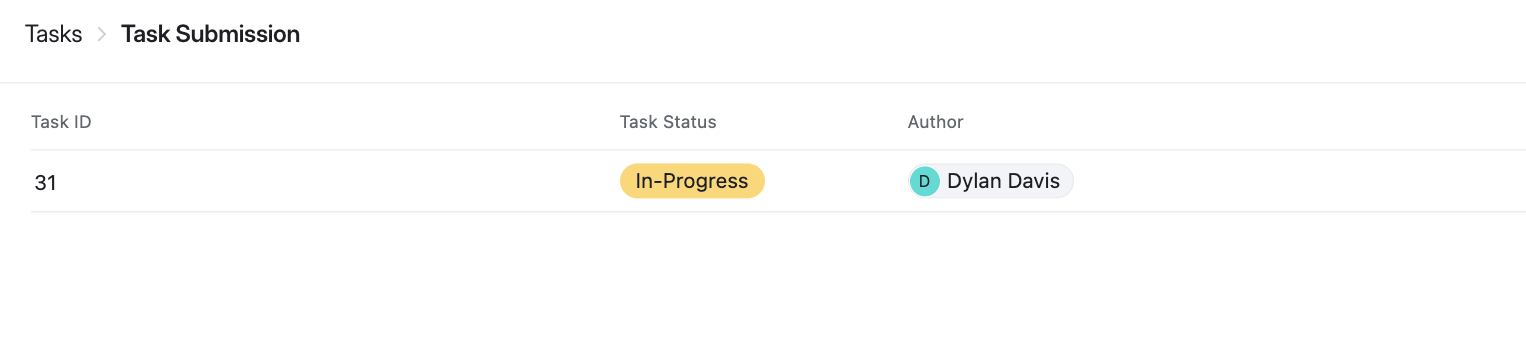 Tasks > Task Submission
Task ID Task Status Author
31 In-Progress D Dylan Davis